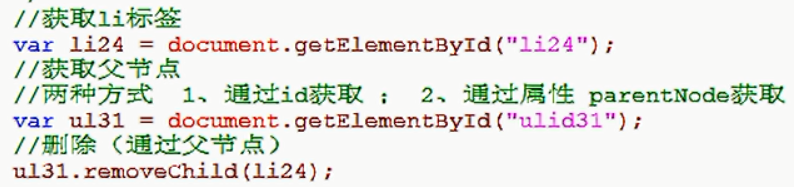 //获取li标签
var li24 = document.getElementById("li24");
//获取父节点
//两种方式 1、通过id获取 ; 2、通过属性 parentNode获取
var ul31 = document.getElementById("ulid31");
//删除（通过父节点）
ul31.removeChild(li24);